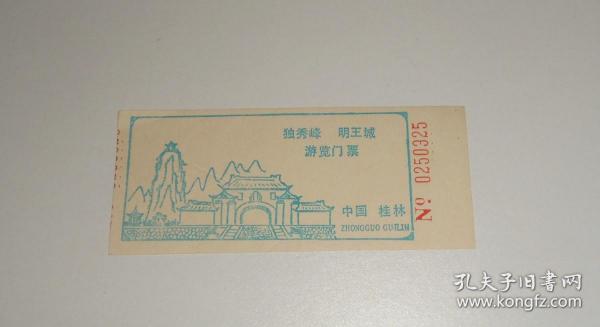 独秀峰 明王城
游览门票
中国 桂林
ZHONGGUO GUILIN
№ 0250325
孔夫子旧书网
www.kongfz.com